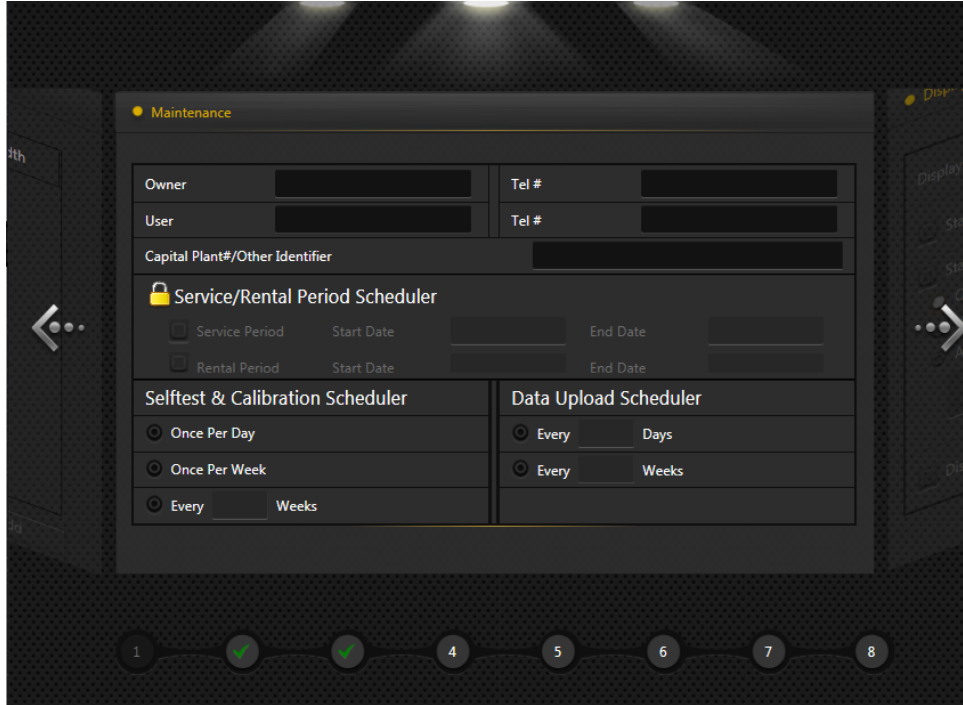 Maintenance
Owner
Tel #
User
Tel #
Capital Plant#/Other Identifier
Service/Rental Period Scheduler
Service Period Start Date End Date
Rental Period Start Date End Date
Selftest & Calibration Scheduler
Once Per Day
Once Per Week
Every Weeks
Data Upload Scheduler
Every Days
Every Weeks
Display
1 4 5 6 7 8